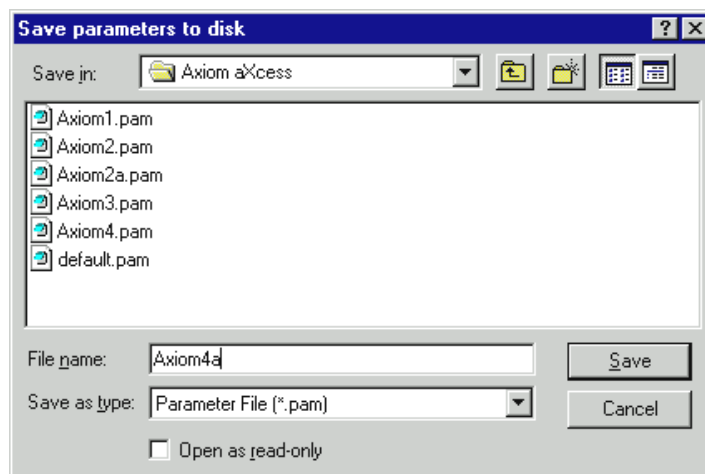 Save parameters to disk
Save in: Axiom aXcess
Axiom1.pam
Axiom2.pam
Axiom2a.pam
Axiom3.pam
Axiom4.pam
default.pam
File name: Axiom4a Save
Save as type: Parameter File (*.pam) Cancel
Open as read-only